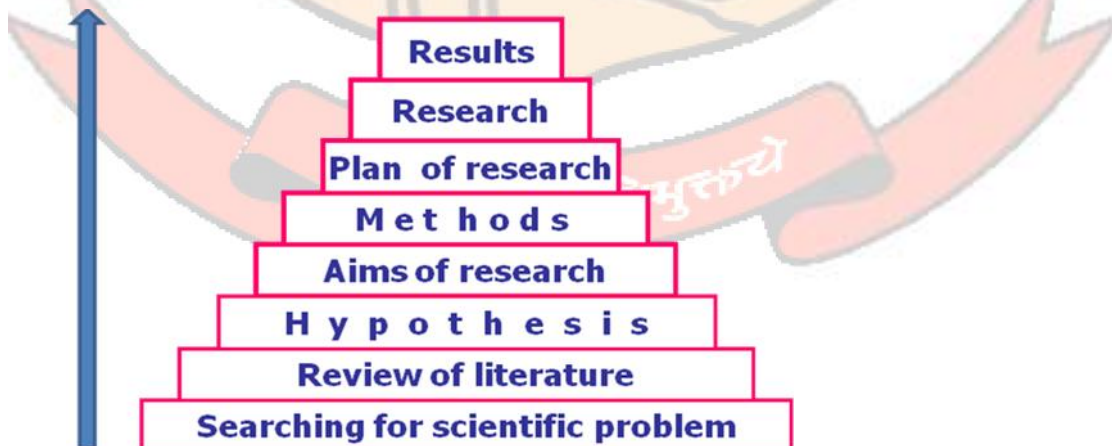 Results
Research
Plan of research
Methods
Aims of research
Hypothesis
Review of literature
Searching for scientific problem